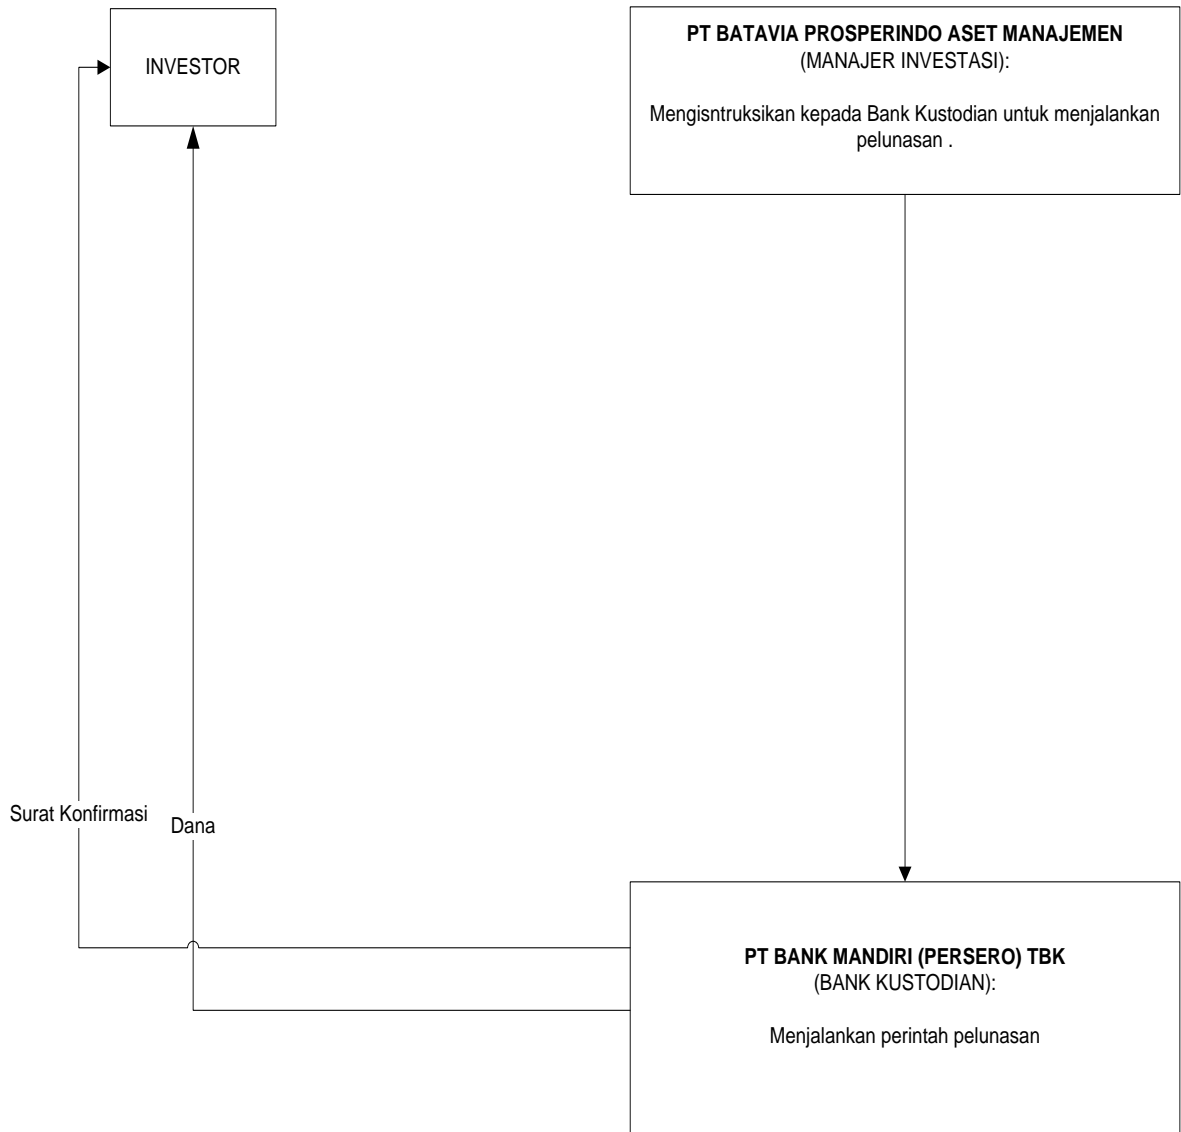 INVESTOR
PT BATAVIA PROSPERINDO ASET MANAJEMEN
(MANAJER INVESTASI):
Mengisntruksikan kepada Bank Kustodian untuk menjalankan
pelunasan .
Surat Konfirmasi
Dana
PT BANK MANDIRI (PERSERO) TBK
(BANK KUSTODIAN):
Menjalankan perintah pelunasan